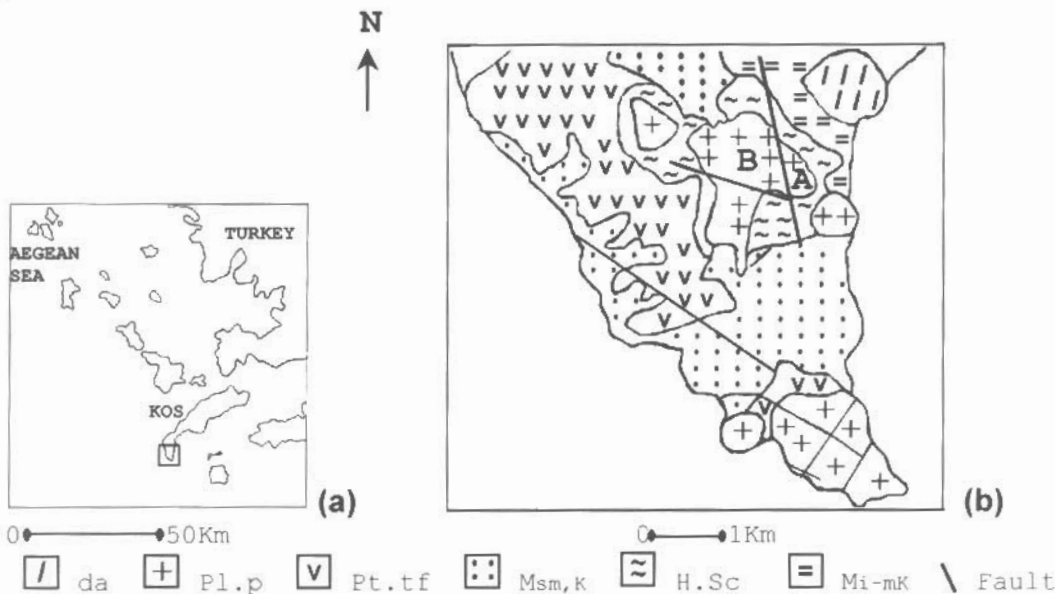 N
AEGEAN
SEA
TURKEY
KOS
(a)
0 50Km
B
A
(b)
0 1Km
da Pl.p Pt.tf Msm,K H.Sc Mi-mK Fault